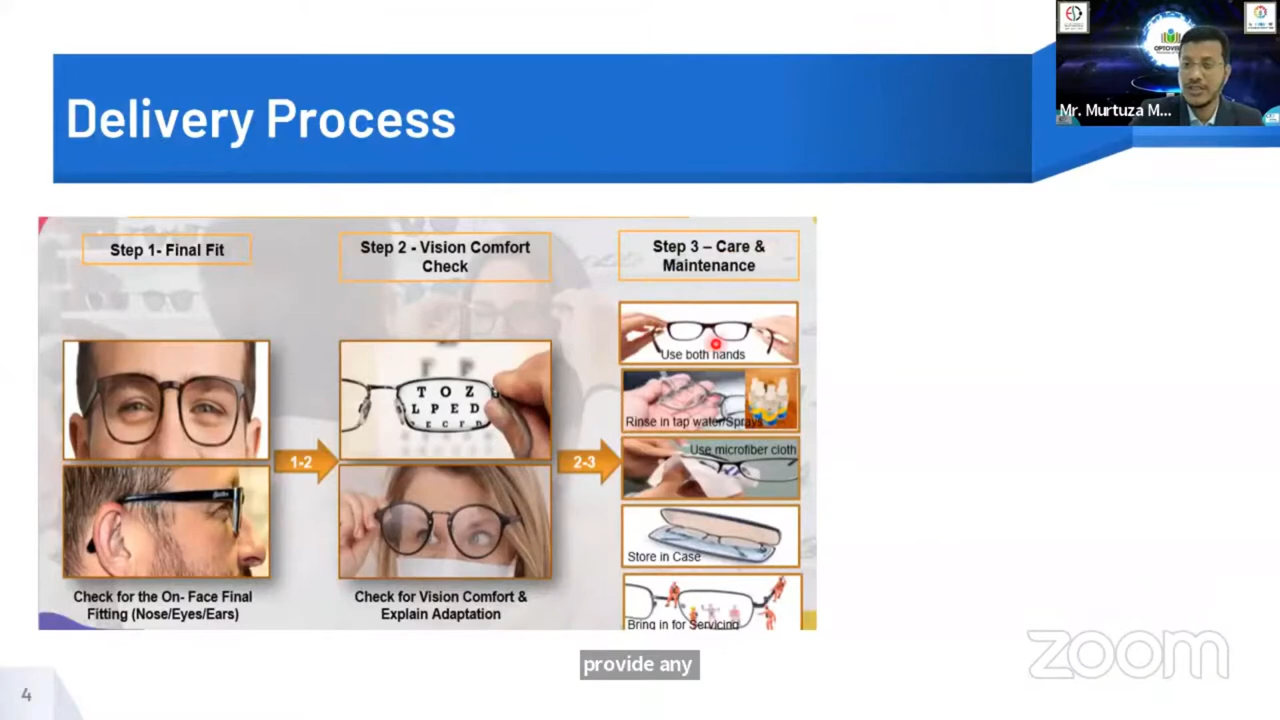 Delivery Process
Mr. Murtuza M...
Step 1- Final Fit
Step 2 - Vision Comfort
Check
Step 3 – Care &
Maintenance
T O Z
L P E D
Use both hands
Rinse in tap water/Sprays
Use microfiber cloth
1-2
2-3
Store in Case
Check for the On- Face Final
Fitting (Nose/Eyes/Ears)
Check for Vision Comfort &
Explain Adaptation
Bring in for Servicing
provide any
zoom
4